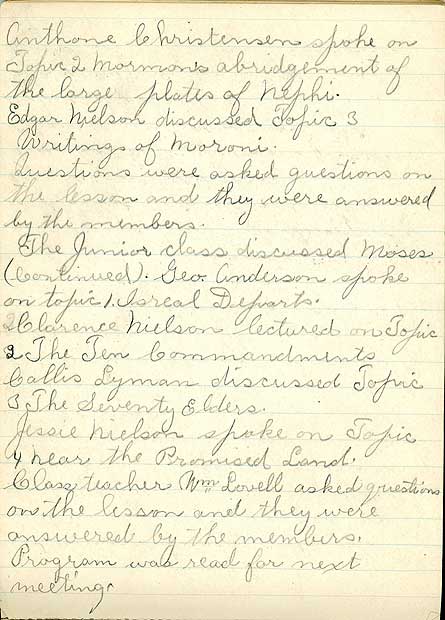 Anthone Christensen spoke on
Topic 2 Mormons abridgement of
the large plates of Nephi.
Edgar Nielson discussed Topic 3
Writings of Moroni.
Questions were asked questions on
the lesson and they were answered
by the members.
The Junior class discussed Moses
(Continued). Geo. Anderson spoke
on topic 1. Isreal Departs.
2 Clarence Nielson lectured on Topic
2 The Ten Commandments
Callis Lyman discussed Topic
3 The Seventy Elders.
Jessie Nielson spoke on Topic
4 near the Promised Land.
Class teacher Wm Lovell asked questions
on the lesson and they were
answered by the members.
Program was read for next
meeting.